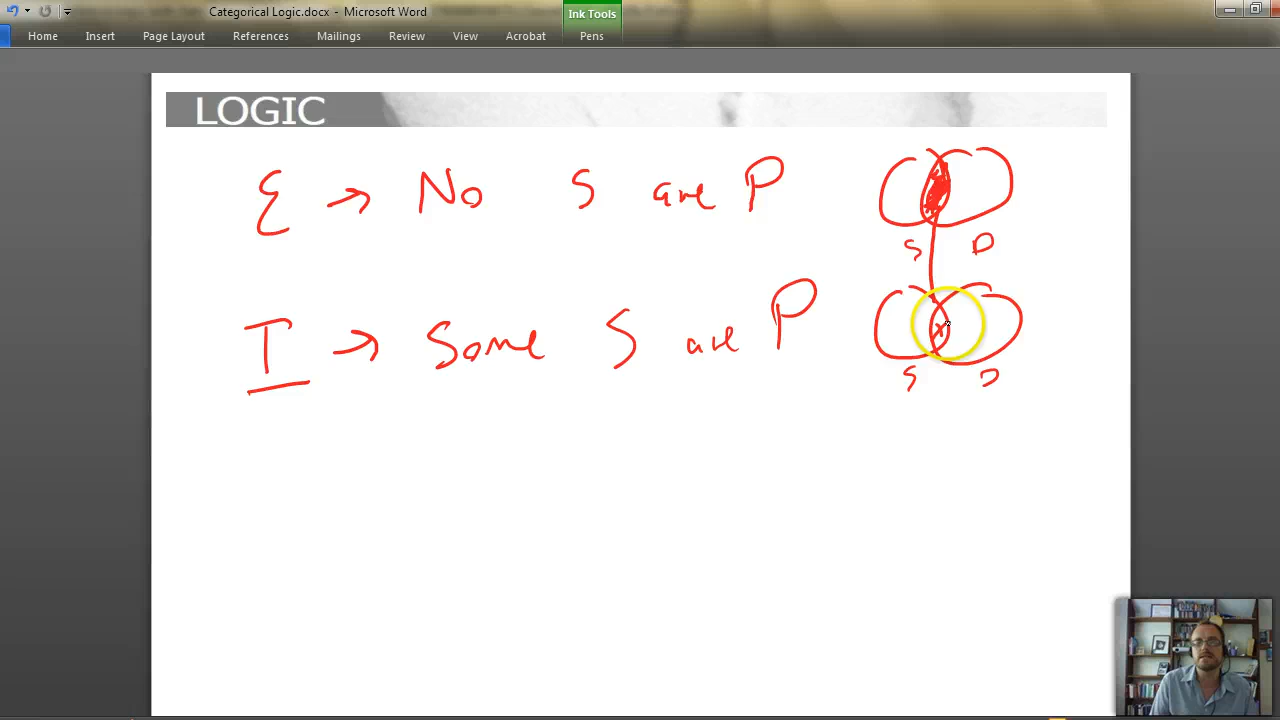 Categorical Logic.docx - Microsoft Word
Ink Tools
Home Insert Page Layout References Mailings Review View Acrobat Pens
LOGIC
E → No S are P
S P
I → Some S are P
x
S P